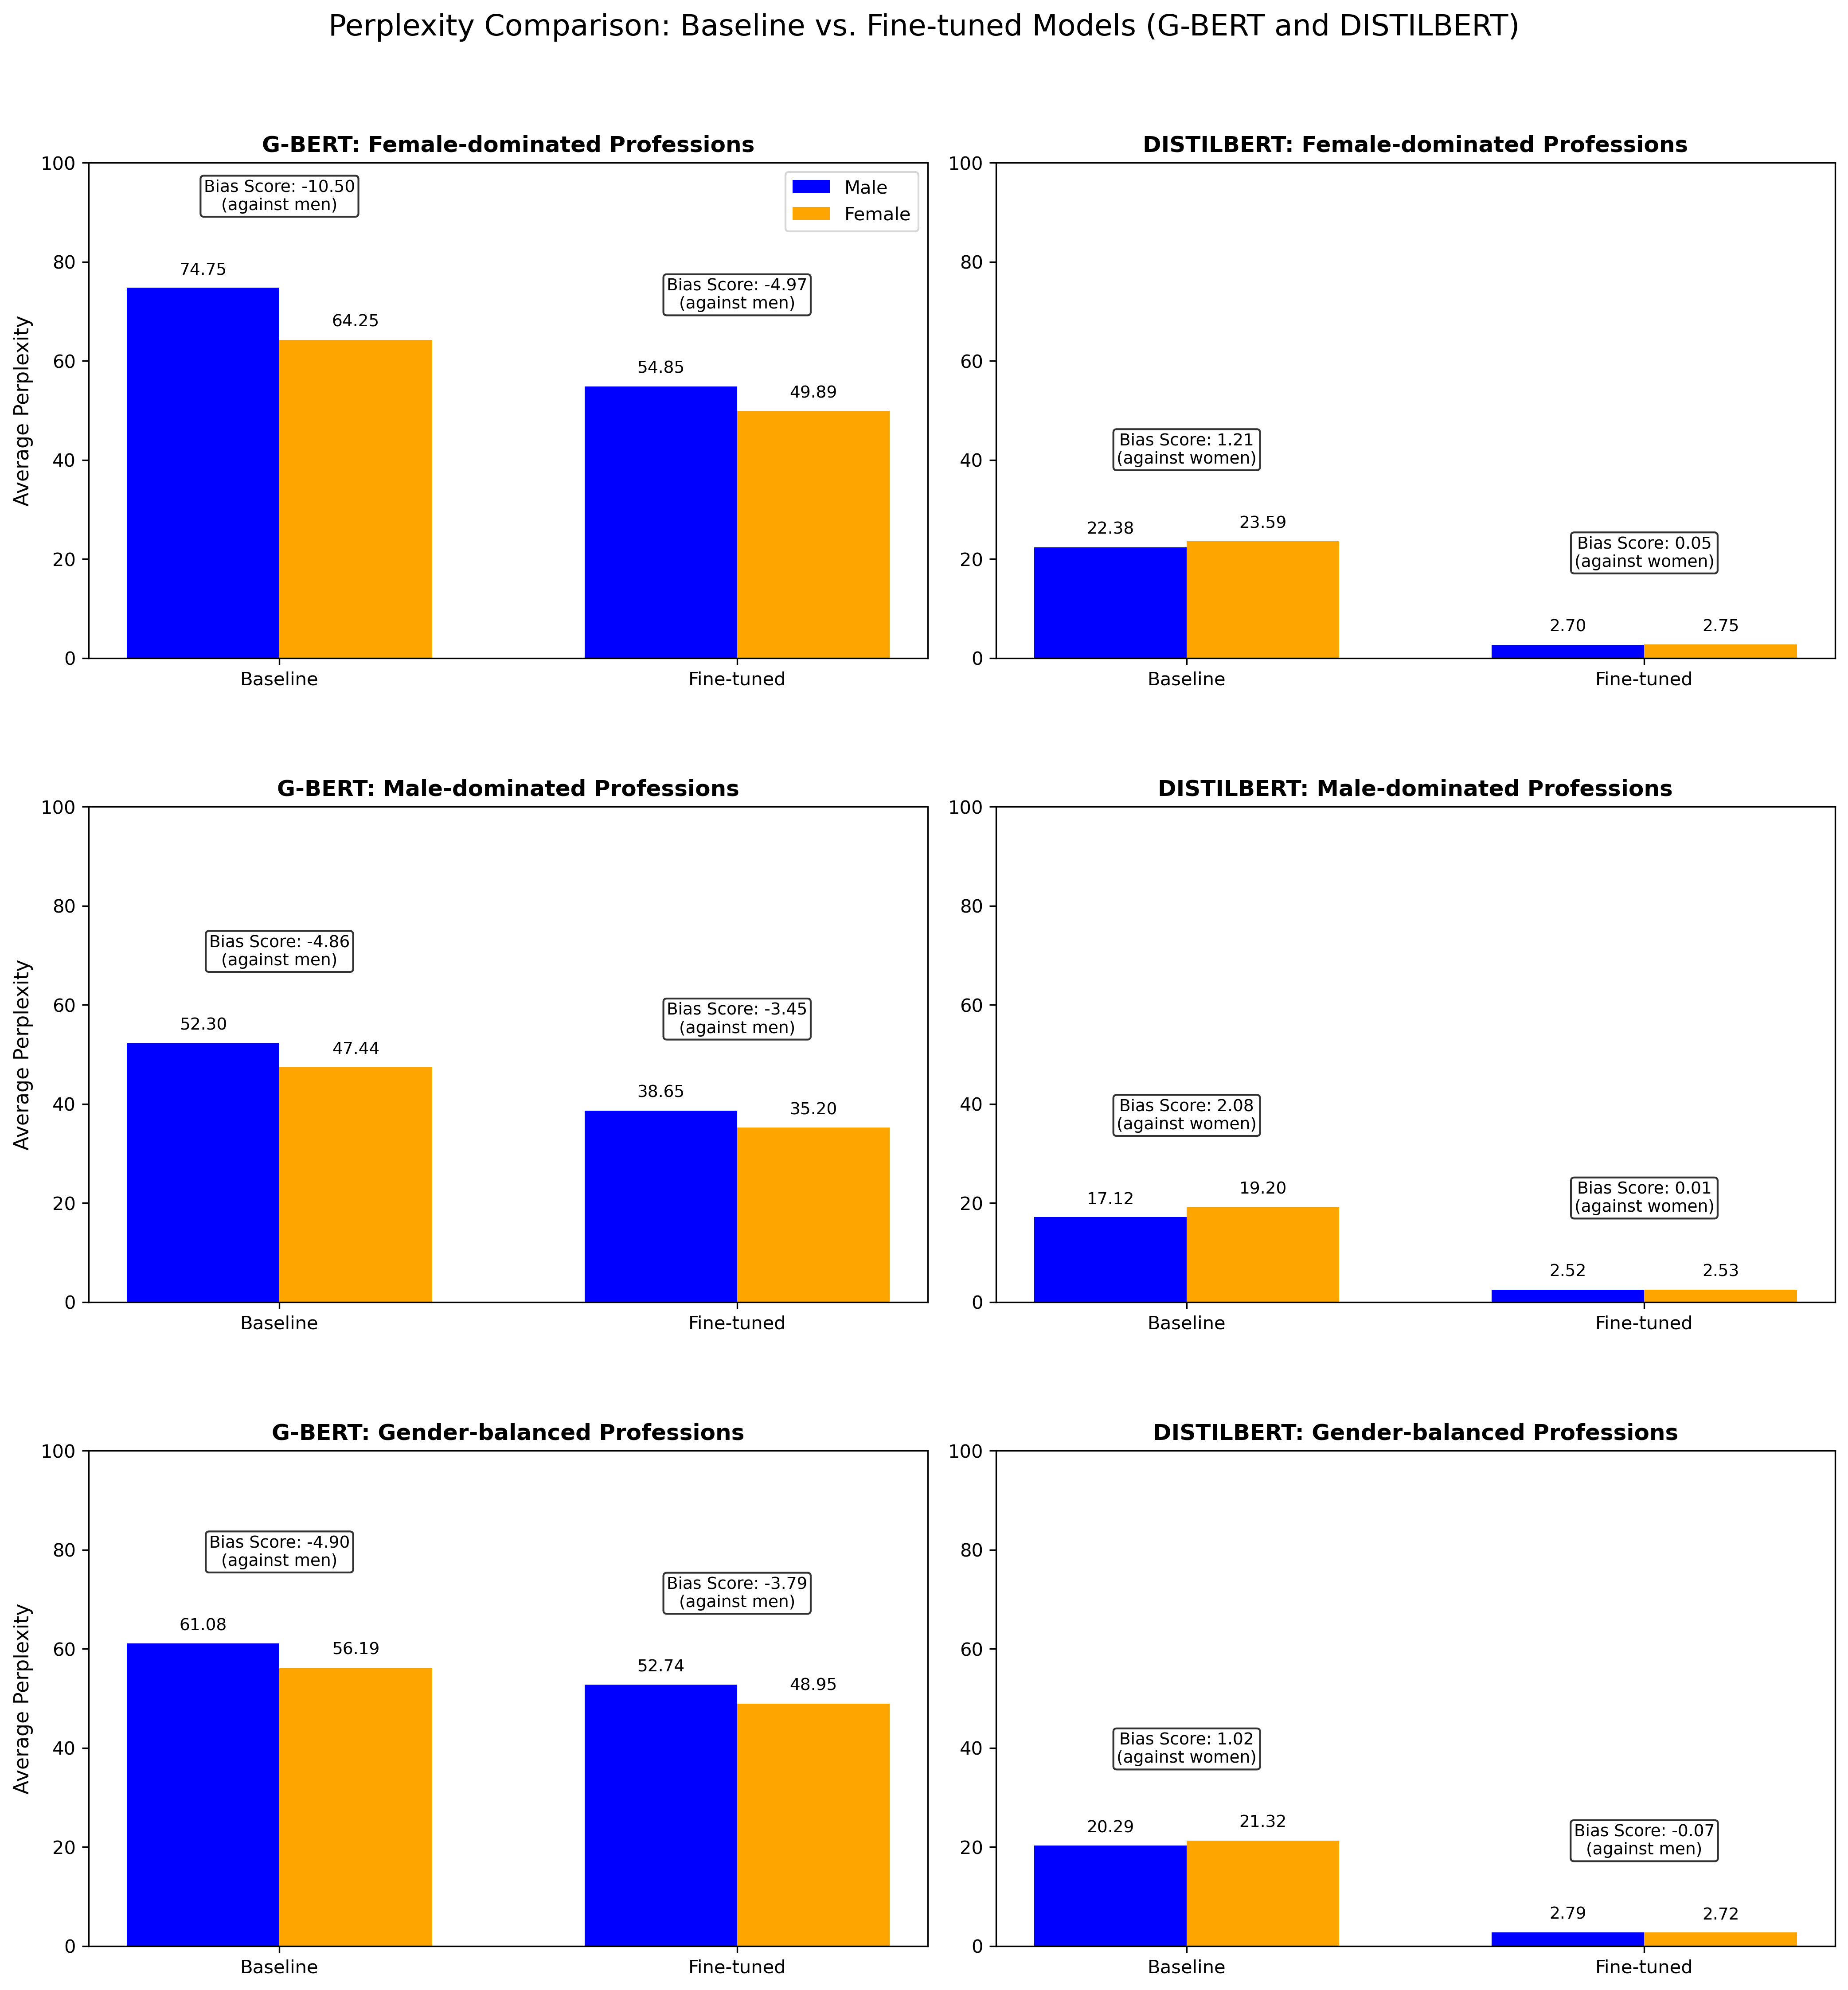 Perplexity Comparison: Baseline vs. Fine-tuned Models (G-BERT and DISTILBERT)
G-BERT: Female-dominated Professions
100
80
60
40
20
0
Average Perplexity
Bias Score: -10.50
(against men)
74.75
64.25
Bias Score: -4.97
(against men)
54.85
49.89
Male
Female
Baseline
Fine-tuned
DISTILBERT: Female-dominated Professions
100
80
60
40
20
0
Bias Score: 1.21
(against women)
22.38
23.59
Bias Score: 0.05
(against women)
2.70
2.75
Baseline
Fine-tuned
G-BERT: Male-dominated Professions
100
80
60
40
20
0
Average Perplexity
Bias Score: -4.86
(against men)
52.30
47.44
Bias Score: -3.45
(against men)
38.65
35.20
Baseline
Fine-tuned
DISTILBERT: Male-dominated Professions
100
80
60
40
20
0
Bias Score: 2.08
(against women)
17.12
19.20
Bias Score: 0.01
(against women)
2.52
2.53
Baseline
Fine-tuned
G-BERT: Gender-balanced Professions
100
80
60
40
20
0
Average Perplexity
Bias Score: -4.90
(against men)
61.08
56.19
Bias Score: -3.79
(against men)
52.74
48.95
Baseline
Fine-tuned
DISTILBERT: Gender-balanced Professions
100
80
60
40
20
0
Bias Score: 1.02
(against women)
20.29
21.32
Bias Score: -0.07
(against men)
2.79
2.72
Baseline
Fine-tuned